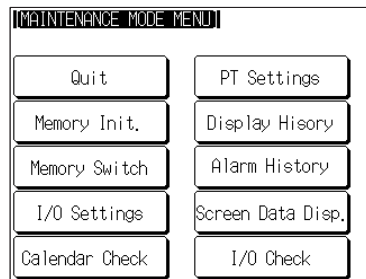 [MAINTENANCE MODE MENU]
Quit
PT Settings
Memory Init.
Display Hisory
Memory Switch
Alarm History
I/O Settings
Screen Data Disp.
Calendar Check
I/O Check